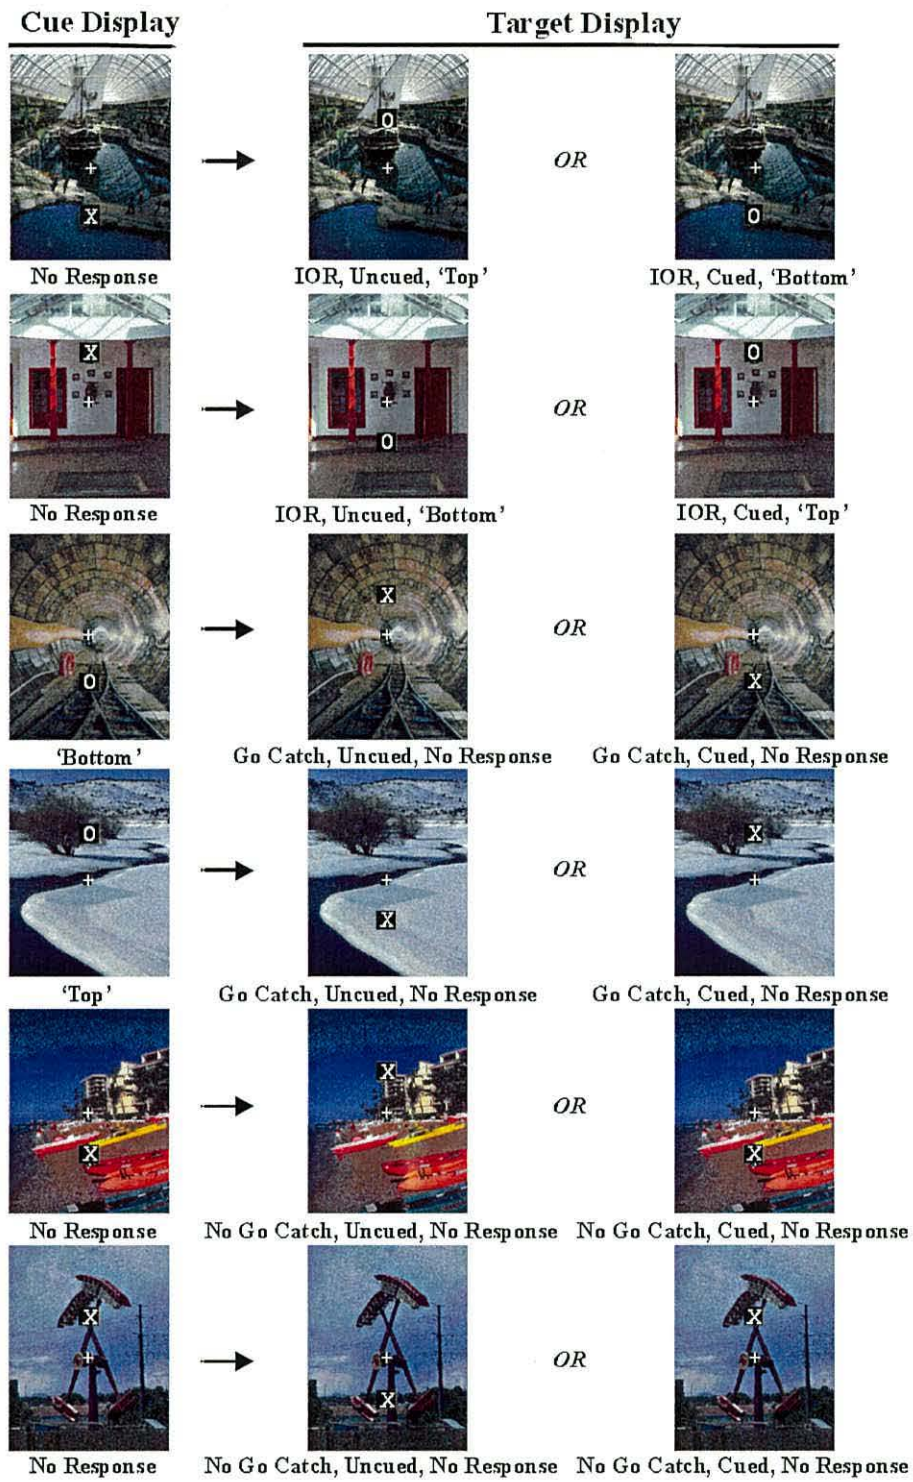 Cue Display Target Display
O
+ + OR +
X O
No Response IOR, Uncued, ‘Top’ IOR, Cued, ‘Bottom’
X O
+ + OR +
O
No Response IOR, Uncued, ‘Bottom’ IOR, Cued, ‘Top’
X
+ + OR +
O X
‘Bottom’ Go Catch, Uncued, No Response Go Catch, Cued, No Response
O X
+ + OR +
X
‘Top’ Go Catch, Uncued, No Response Go Catch, Cued, No Response
X
+ + OR +
X X
No Response No Go Catch, Uncued, No Response No Go Catch, Cued, No Response
X X
+ + OR +
X
No Response No Go Catch, Uncued, No Response No Go Catch, Cued, No Response